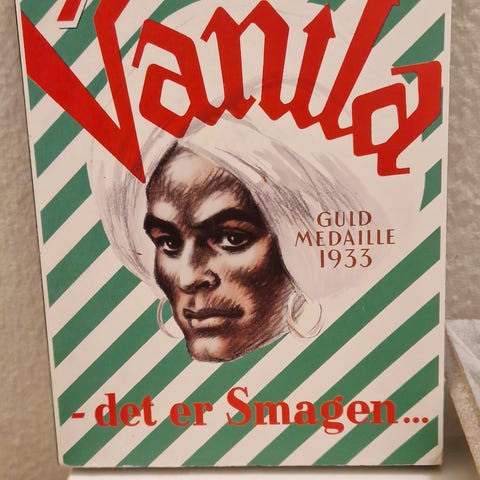 Vanila
GULD
MEDAILLE
1933
- det er Smagen...